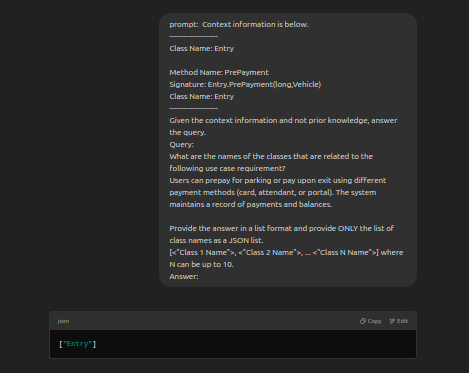 prompt:  Context information is below.
---------------------
Class Name: Entry

Method Name: PrePayment
Signature: Entry.PrePayment(long,Vehicle)
Class Name: Entry
---------------------
Given the context information and not prior knowledge, answer
the query.
Query:
What are the names of the classes that are related to the
following use case requirement?
Users can prepay for parking or pay upon exit using different
payment methods (card, attendant, or portal). The system
maintains a record of payments and balances.

Provide the answer in a list format and provide ONLY the list of
class names as a JSON list.
[<"Class 1 Name">, <"Class 2 Name">, ... <"Class N Name">] where
N can be up to 10.
Answer:
json
Copy Edit
["Entry"]